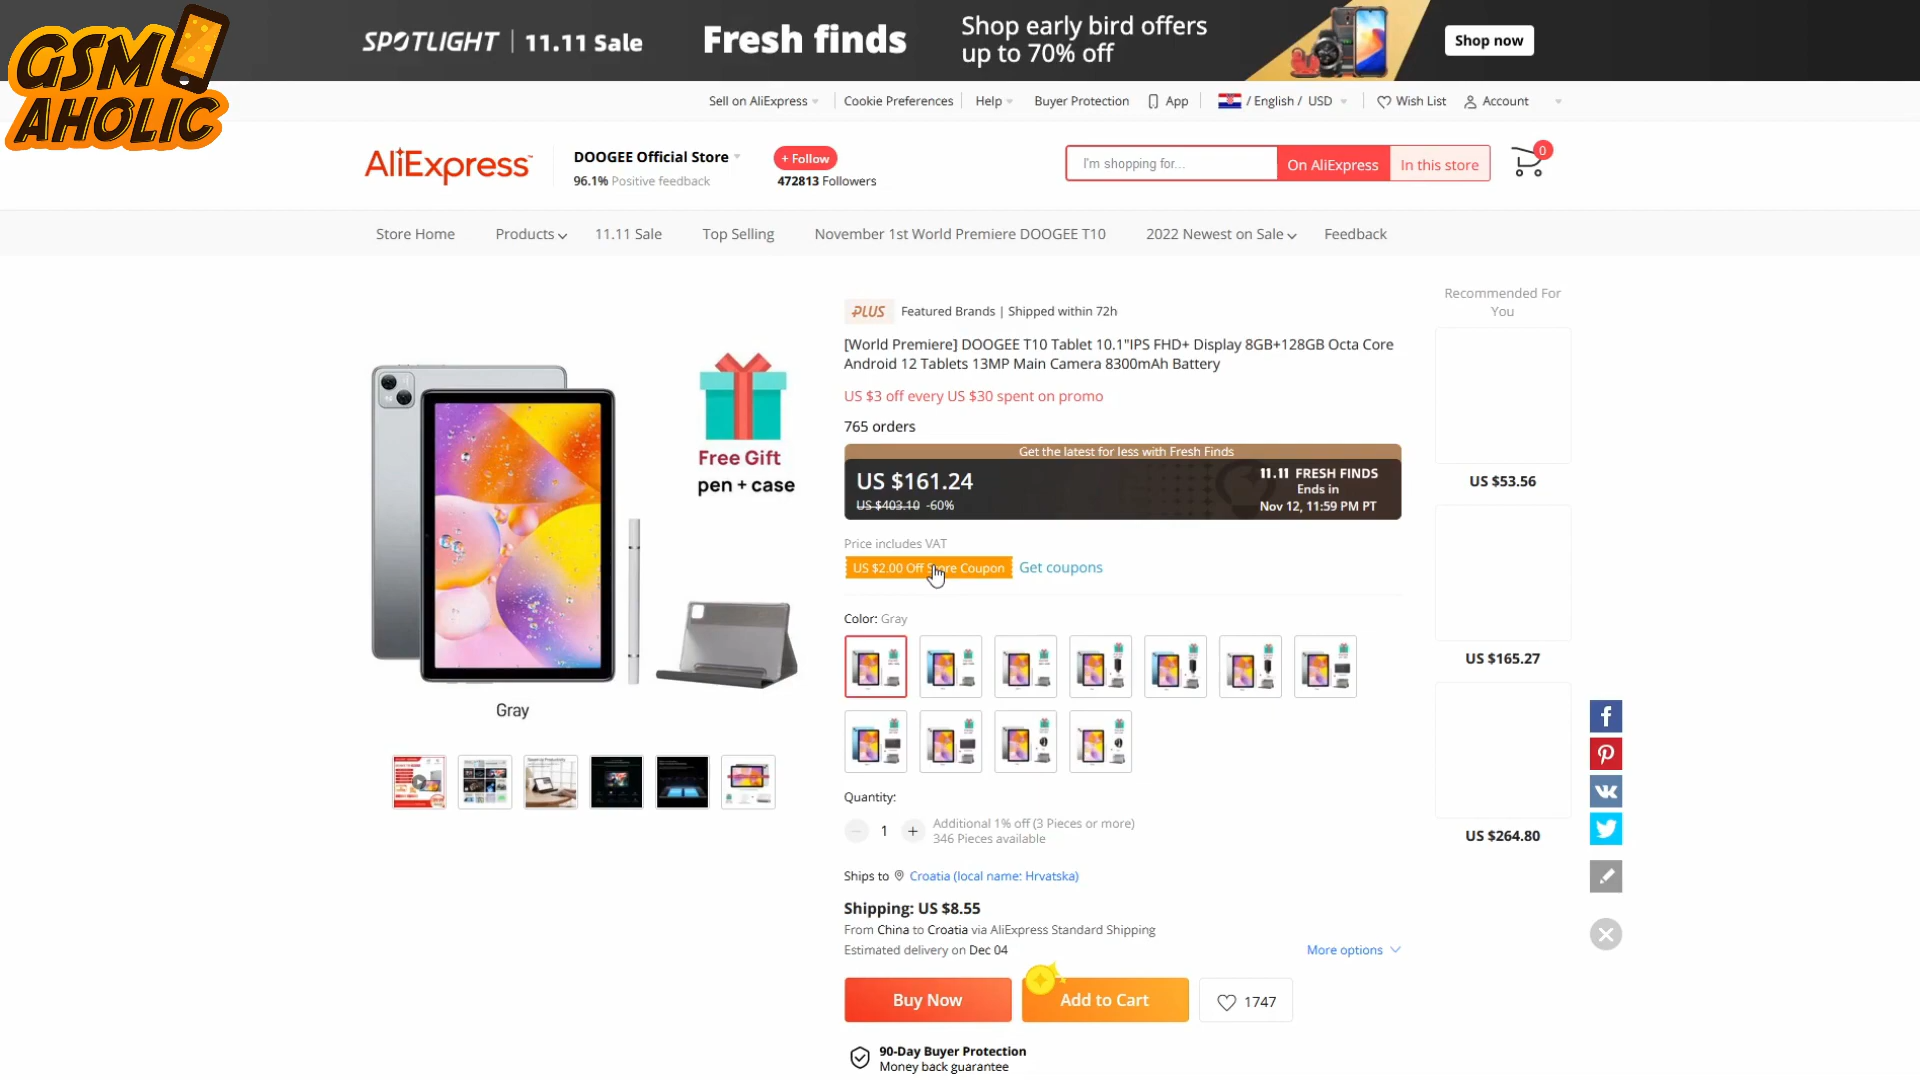 GSM
AHOLIC
SPOTLIGHT | 11.11 Sale
Fresh finds
Shop early bird offers
up to 70% off
Shop now
Sell on AliExpress
Cookie Preferences
Help
Buyer Protection
App
/ English / USD
Wish List
Account
AliExpress
DOOGEE Official Store
+ Follow
96.1% Positive feedback
472813 Followers
I'm shopping for...
On AliExpress
In this store
0
Store Home
Products
11.11 Sale
Top Selling
November 1st World Premiere DOOGEE T10
2022 Newest on Sale
Feedback
PLUS Featured Brands | Shipped within 72h
[World Premiere] DOOGEE T10 Tablet 10.1"IPS FHD+ Display 8GB+128GB Octa Core
Android 12 Tablets 13MP Main Camera 8300mAh Battery
US $3 off every US $30 spent on promo
765 orders
Get the latest for less with Fresh Finds
US $161.24
US $403.10 -60%
11.11 FRESH FINDS
Ends in
Nov 12, 11:59 PM PT
Price includes VAT
US $2.00 Off Store Coupon
Get coupons
Free Gift
pen + case
Gray
Color: Gray
Quantity:
1
+
Additional 1% off (3 Pieces or more)
346 Pieces available
Ships to Croatia (local name: Hrvatska)
Shipping: US $8.55
From China to Croatia via AliExpress Standard Shipping
Estimated delivery on Dec 04
More options
Buy Now
Add to Cart
1747
90-Day Buyer Protection
Money back guarantee
Recommended For
You
US $53.56
US $165.27
US $264.80